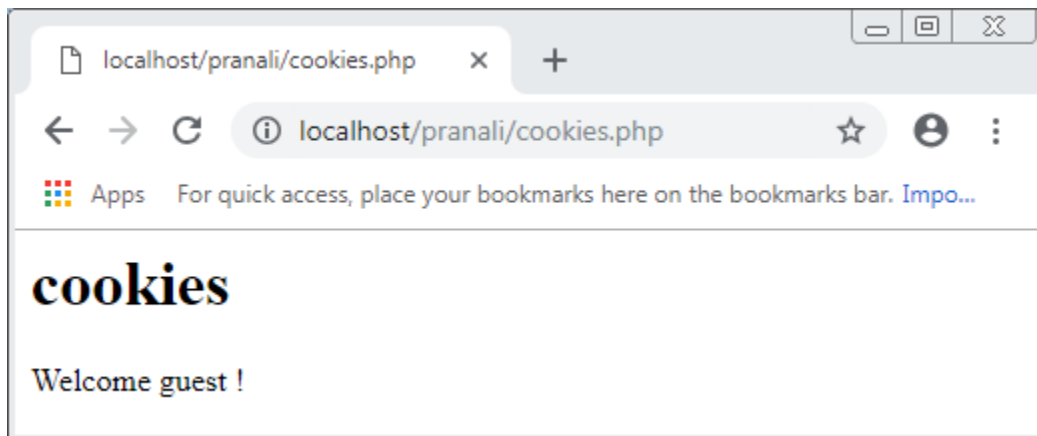 localhost/pranali/cookies.php
localhost/pranali/cookies.php
Apps For quick access, place your bookmarks here on the bookmarks bar. Impo...
cookies
Welcome guest !